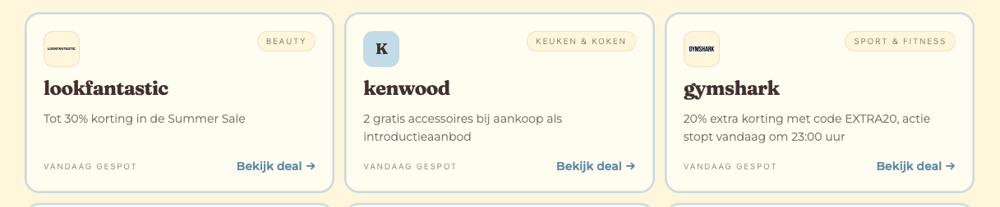 LOOKFANTASTIC
BEAUTY
lookfantastic
Tot 30% korting in de Summer Sale
VANDAAG GESPOT
Bekijk deal →
K
KEUKEN & KOKEN
kenwood
2 gratis accessoires bij aankoop als
introductieaanbod
VANDAAG GESPOT
Bekijk deal →
GYMSHARK
SPORT & FITNESS
gymshark
20% extra korting met code EXTRA20, actie
stopt vandaag om 23:00 uur
VANDAAG GESPOT
Bekijk deal →